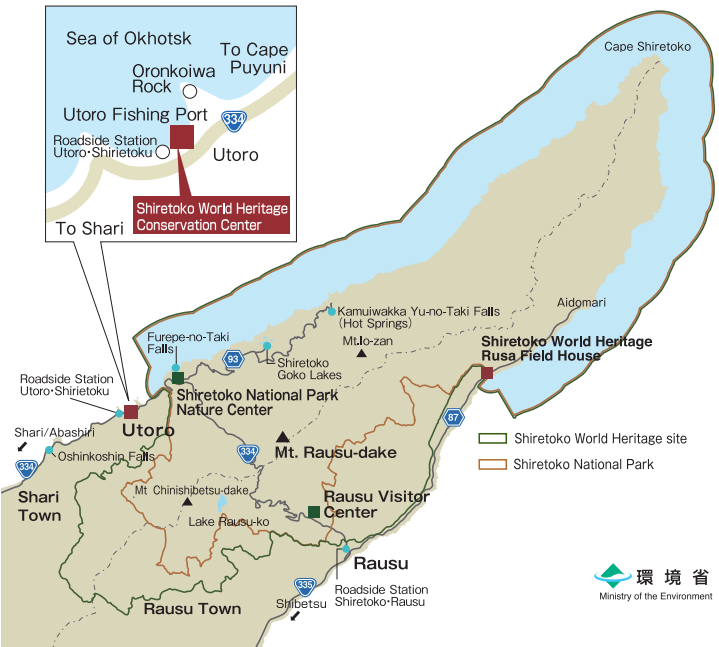 Sea of Okhotsk
To Cape
Puyuni
Oronkoiwa
Rock
Utoro Fishing Port
334
Roadside Station
Utoro・Shirietoku
Utoro
Shiretoko World Heritage
Conservation Center
To Shari
Cape Shiretoko
Kamuiwakka Yu-no-Taki Falls
(Hot Springs)
Aidomari
Furepe-no-Taki
Falls
93
Mt.Io-zan
Shiretoko
Goko Lakes
Shiretoko World Heritage
Rusa Field House
Roadside Station
Utoro・Shirietoku
Shiretoko National Park
Nature Center
Utoro
87
Shari/Abashiri
Oshinkoshin Falls
334
Mt. Rausu-dake
334
Shiretoko World Heritage site
Shiretoko National Park
Shari
Town
Mt Chinishibetsu-dake
Lake Rausu-ko
Rausu Visitor
Center
Rausu
Roadside Station
Shiretoko・Rausu
335
Shibetsu
Rausu Town
環境省
Ministry of the Environment